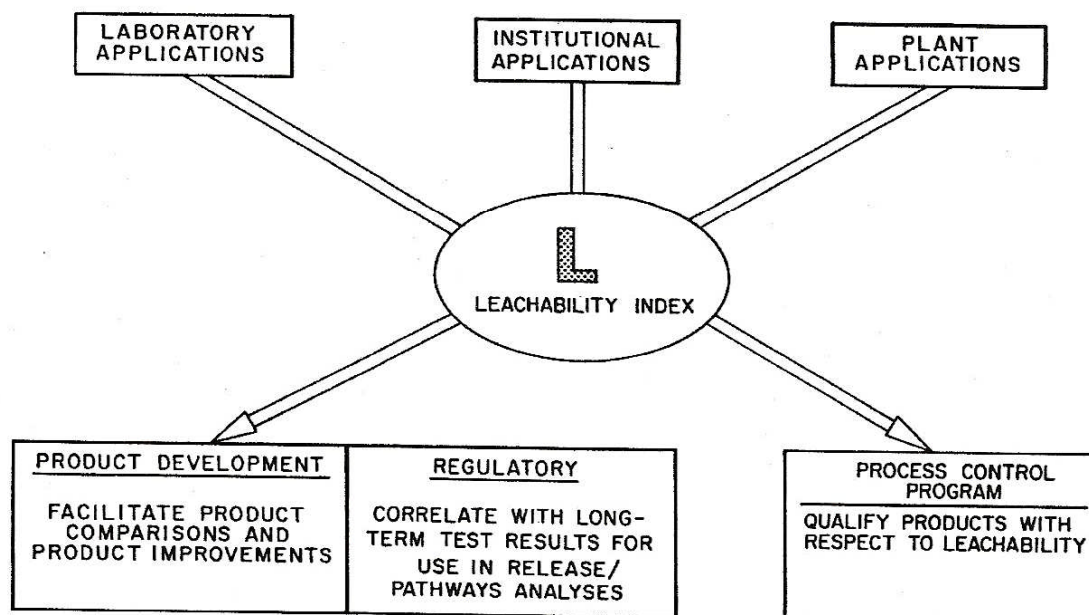 LABORATORY
APPLICATIONS
INSTITUTIONAL
APPLICATIONS
PLANT
APPLICATIONS
L
LEACHABILITY INDEX
PRODUCT DEVELOPMENT
FACILITATE PRODUCT
COMPARISONS AND
PRODUCT IMPROVEMENTS
REGULATORY
CORRELATE WITH LONG-
TERM TEST RESULTS FOR
USE IN RELEASE/
PATHWAYS ANALYSES
PROCESS CONTROL
PROGRAM
QUALIFY PRODUCTS WITH
RESPECT TO LEACHABILITY